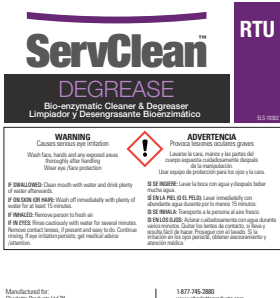 RTU
ServClean™
DEGREASE
Bio-enzymatic Cleaner & Degreaser
Limpiador y Desengrasante Bioenzimático
WARNING
Causes serious eye irritation
Wash face, hands and any exposed areas
thoroughly after handling
Wear eye/face protection
IF SWALLOWED: Clean mouth with water and drink plenty
of water afterwards.
IF ON SKIN (OR HAIR): Wash off immediately with plenty of
water for at least 15 minutes.
IF INHALED: Remove person to fresh air
IF IN EYES: Rinse cautiously with water for several minutes.
Remove contact lenses, if present and easy to do. Continue
rinsing. If eye irritation persists, get medical advice
/attention.
ADVERTENCIA
Provoca lesiones oculares graves
Lavarse la cara, manos y las partes del
cuerpo expuesta cuidadosamente después
de la manipulación.
Usar equipo de protección para los ojos y la cara.
SI SE INGIERE: Lavar la boca con agua y después beber
mucha agua.
SI EN LA PIEL (O EL PELO): Lavar inmediatamente con
abundante agua durante por lo menos 15 minutos.
SI SE INHALA: Transporte a la persona al aire fresco.
SI EN LOS OJOS: Aclarar cuidadosamente con agua durante
varios minutos. Quitar los lentes de contacto, si lleva y
resulta fácil de hacer. Proseguir con el lavado. Si la
irritación en los ojos persiste, obtener asesoramiento y
atención médica
Manufactured for:
1-877-745-2880